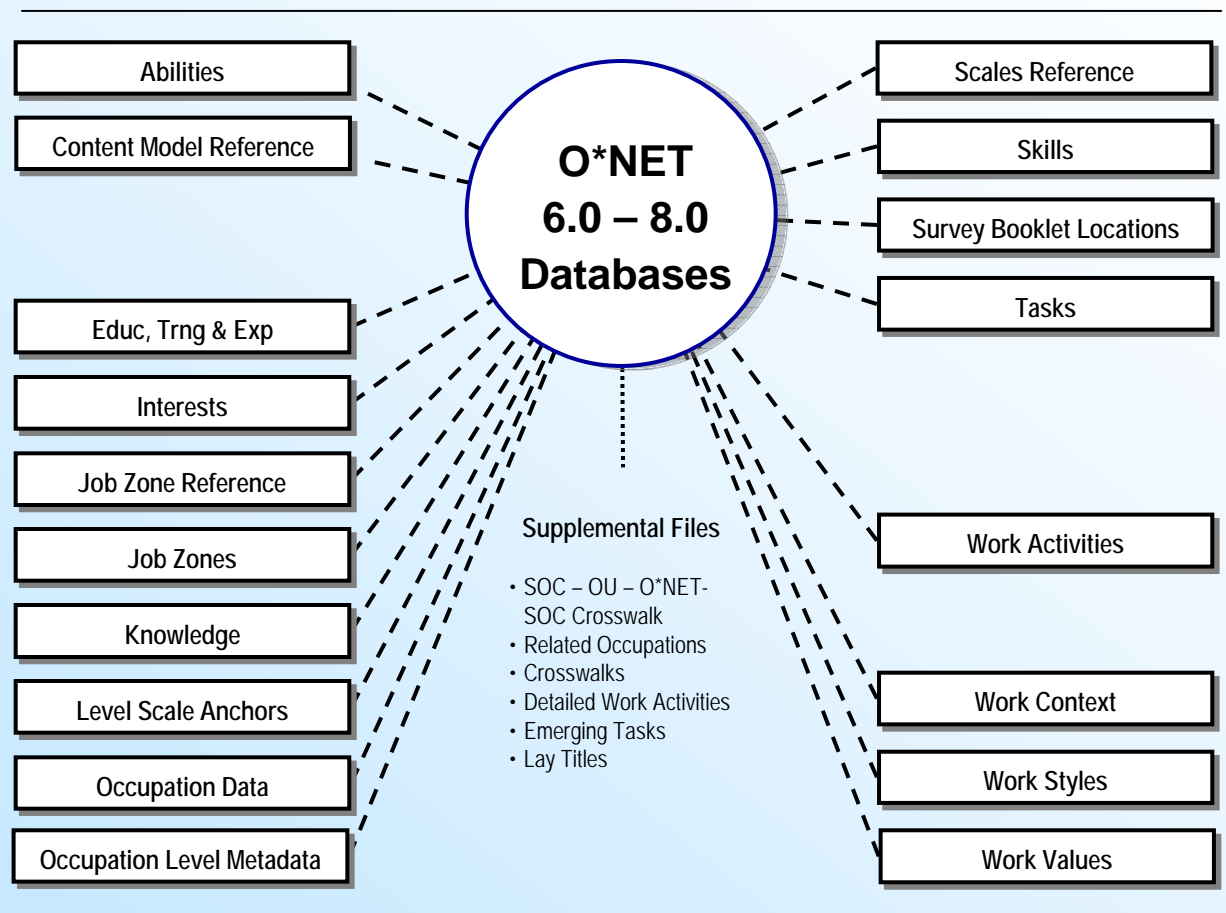 Abilities
Content Model Reference
Educ, Trng & Exp
Interests
Job Zone Reference
Job Zones
Knowledge
Level Scale Anchors
Occupation Data
Occupation Level Metadata
O*NET
6.0 – 8.0
Databases
Supplemental Files
• SOC – OU – O*NET-
SOC Crosswalk
• Related Occupations
• Crosswalks
• Detailed Work Activities
• Emerging Tasks
• Lay Titles
Scales Reference
Skills
Survey Booklet Locations
Tasks
Work Activities
Work Context
Work Styles
Work Values